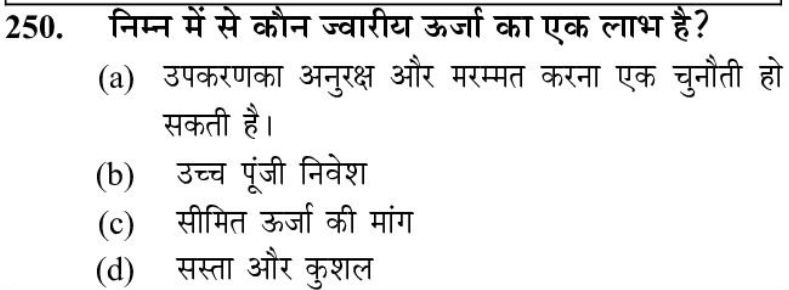 250. निम्न में से कौन ज्वारीय ऊर्जा का एक लाभ है?
(a) उपकरणका अनुरक्ष और मरम्मत करना एक चुनौती हो
सकती है।
(b) उच्च पूंजी निवेश
(c) सीमित ऊर्जा की मांग
(d) सस्ता और कुशल